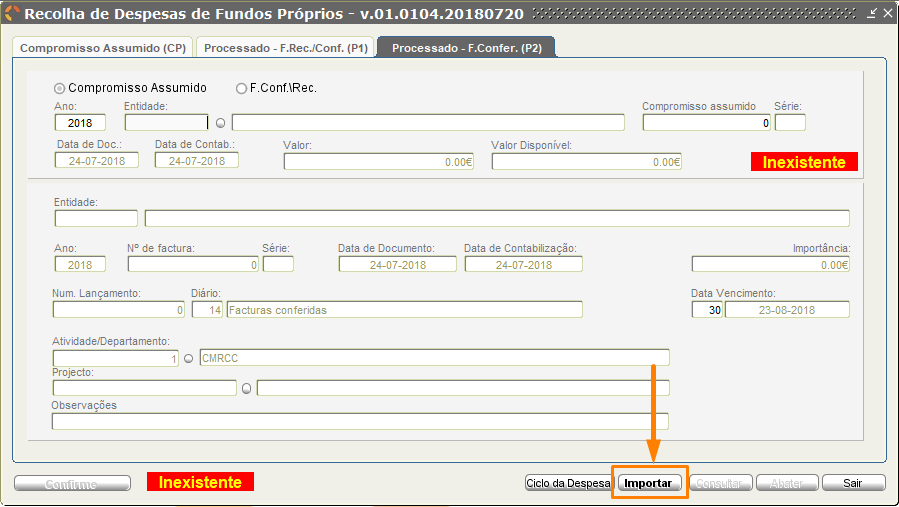 Recolha de Despesas de Fundos Próprios - v.01.0104.20180720
Compromisso Assumido (CP) Processado - F.Rec./Conf. (P1) Processado - F.Confer. (P2)
Compromisso Assumido F.Conf.\Rec.
Ano: Entidade: Compromisso assumido Série:
2018 0
Data de Doc.: Data de Contab.: Valor: Valor Disponível:
24-07-2018 24-07-2018 0.00€ 0.00€ Inexistente
Entidade:
Ano: Nº de factura: Série: Data de Documento: Data de Contabilização: Importância:
2018 0 24-07-2018 24-07-2018 0.00€
Num. Lançamento: Diário: Data Vencimento:
0 14 Facturas conferidas 30 23-08-2018
Atividade/Departamento:
1 CMRCC
Projecto:
Observações
Confirme Inexistente Ciclo da Despesa Importar Consultar Abater Sair